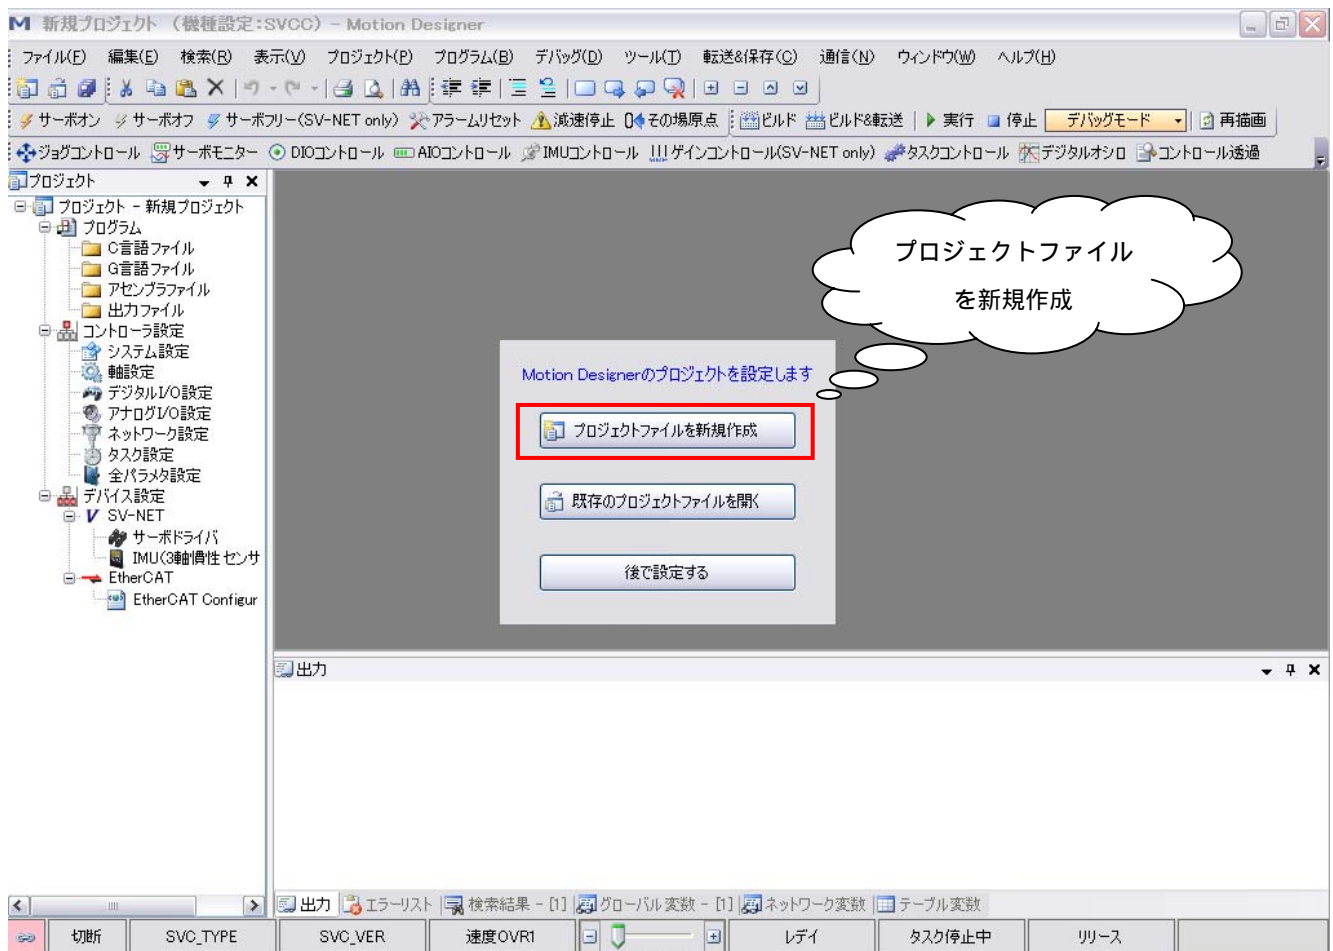 新規プロジェクト （機種設定：SVCC） - Motion Designer
ファイル(F) 編集(E) 検索(R) 表示(V) プロジェクト(P) プログラム(B) デバッグ(D) ツール(T) 転送&保存(C) 通信(N) ウィンドウ(W) ヘルプ(H)
サーボオン サーボオフ サーボフリー(SV-NET only) アラームリセット 減速停止 その場原点 ビルド ビルド&転送 実行 停止 デバッグモード 再描画
ジョグコントロール サーボモニター DIOコントロール AIOコントロール IMUコントロール ゲインコントロール(SV-NET only) タスクコントロール デジタルオシロ コントロール透過
プロジェクト
プロジェクト - 新規プロジェクト
プログラム
C言語ファイル
G言語ファイル
アセンブラファイル
出力ファイル
コントローラ設定
システム設定
軸設定
デジタルI/O設定
アナログI/O設定
ネットワーク設定
タスク設定
全パラメタ設定
デバイス設定
SV-NET
サーボドライバ
IMU(3軸慣性センサ
EtherCAT
EtherCAT Configur
プロジェクトファイル
を新規作成
Motion Designerのプロジェクトを設定します
プロジェクトファイルを新規作成
既存のプロジェクトファイルを開く
後で設定する
出力
出力 エラーリスト 検索結果 - [1] グローバル変数 - [1] ネットワーク変数 テーブル変数
切断 SVC_TYPE SVC_VER 速度OVR1 レディ タスク停止中 リリース